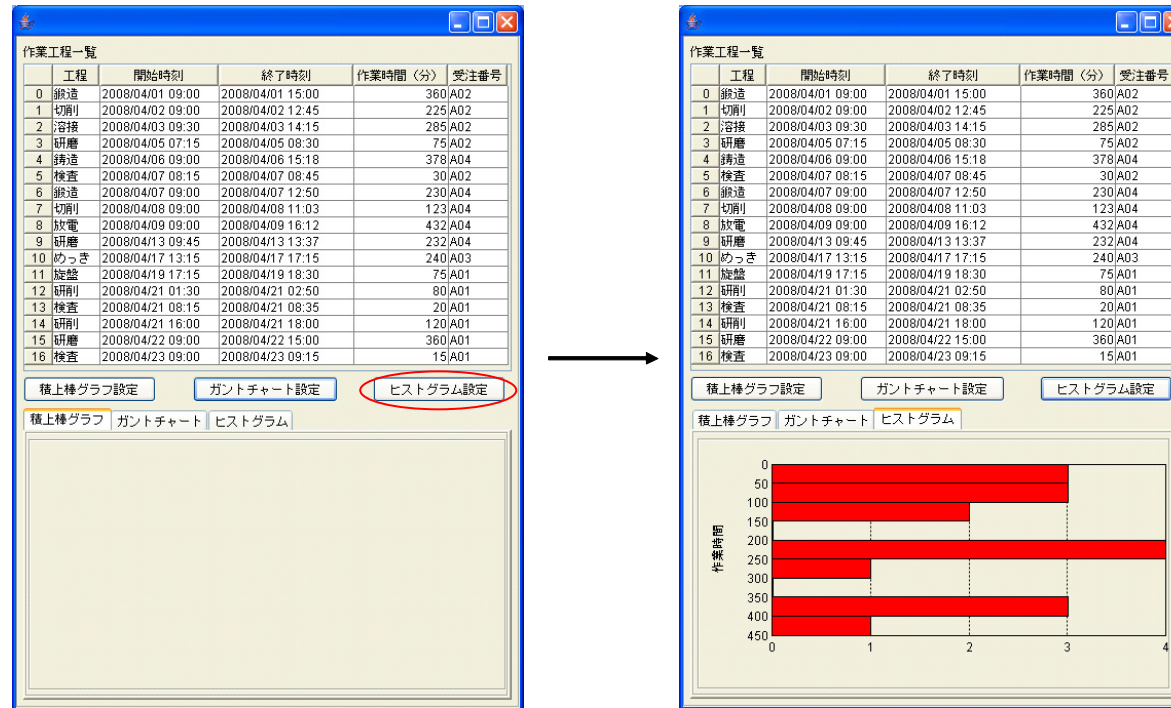 作業工程一覧
工程 開始時刻 終了時刻 作業時間（分） 受注番号
0 鍛造 2008/04/01 09:00 2008/04/01 15:00 360 A02
1 切削 2008/04/02 09:00 2008/04/02 12:45 225 A02
2 溶接 2008/04/03 09:30 2008/04/03 14:15 285 A02
3 研磨 2008/04/05 07:15 2008/04/05 08:30 75 A02
4 鋳造 2008/04/06 09:00 2008/04/06 15:18 378 A04
5 検査 2008/04/07 08:15 2008/04/07 08:45 30 A02
6 鍛造 2008/04/07 09:00 2008/04/07 12:50 230 A04
7 切削 2008/04/08 09:00 2008/04/08 11:03 123 A04
8 放電 2008/04/09 09:00 2008/04/09 16:12 432 A04
9 研磨 2008/04/13 09:45 2008/04/13 13:37 232 A04
10 めっき 2008/04/17 13:15 2008/04/17 17:15 240 A03
11 旋盤 2008/04/19 17:15 2008/04/19 18:30 75 A01
12 研削 2008/04/21 01:30 2008/04/21 02:50 80 A01
13 検査 2008/04/21 08:15 2008/04/21 08:35 20 A01
14 研削 2008/04/21 16:00 2008/04/21 18:00 120 A01
15 研磨 2008/04/22 09:00 2008/04/22 15:00 360 A01
16 検査 2008/04/23 09:00 2008/04/23 09:15 15 A01
積上棒グラフ設定 ガントチャート設定 ヒストグラム設定
積上棒グラフ ガントチャート ヒストグラム
作業工程一覧
工程 開始時刻 終了時刻 作業時間（分） 受注番号
0 鍛造 2008/04/01 09:00 2008/04/01 15:00 360 A02
1 切削 2008/04/02 09:00 2008/04/02 12:45 225 A02
2 溶接 2008/04/03 09:30 2008/04/03 14:15 285 A02
3 研磨 2008/04/05 07:15 2008/04/05 08:30 75 A02
4 鋳造 2008/04/06 09:00 2008/04/06 15:18 378 A04
5 検査 2008/04/07 08:15 2008/04/07 08:45 30 A02
6 鍛造 2008/04/07 09:00 2008/04/07 12:50 230 A04
7 切削 2008/04/08 09:00 2008/04/08 11:03 123 A04
8 放電 2008/04/09 09:00 2008/04/09 16:12 432 A04
9 研磨 2008/04/13 09:45 2008/04/13 13:37 232 A04
10 めっき 2008/04/17 13:15 2008/04/17 17:15 240 A03
11 旋盤 2008/04/19 17:15 2008/04/19 18:30 75 A01
12 研削 2008/04/21 01:30 2008/04/21 02:50 80 A01
13 検査 2008/04/21 08:15 2008/04/21 08:35 20 A01
14 研削 2008/04/21 16:00 2008/04/21 18:00 120 A01
15 研磨 2008/04/22 09:00 2008/04/22 15:00 360 A01
16 検査 2008/04/23 09:00 2008/04/23 09:15 15 A01
積上棒グラフ設定 ガントチャート設定 ヒストグラム設定
積上棒グラフ ガントチャート ヒストグラム
作業時間
0
50
100
150
200
250
300
350
400
450
0 1 2 3 4